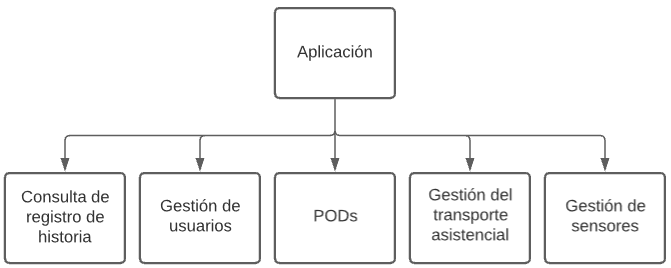 Aplicación
Consulta de
registro de
historia
Gestión de
usuarios
PODs
Gestión del
transporte
asistencial
Gestión de
sensores